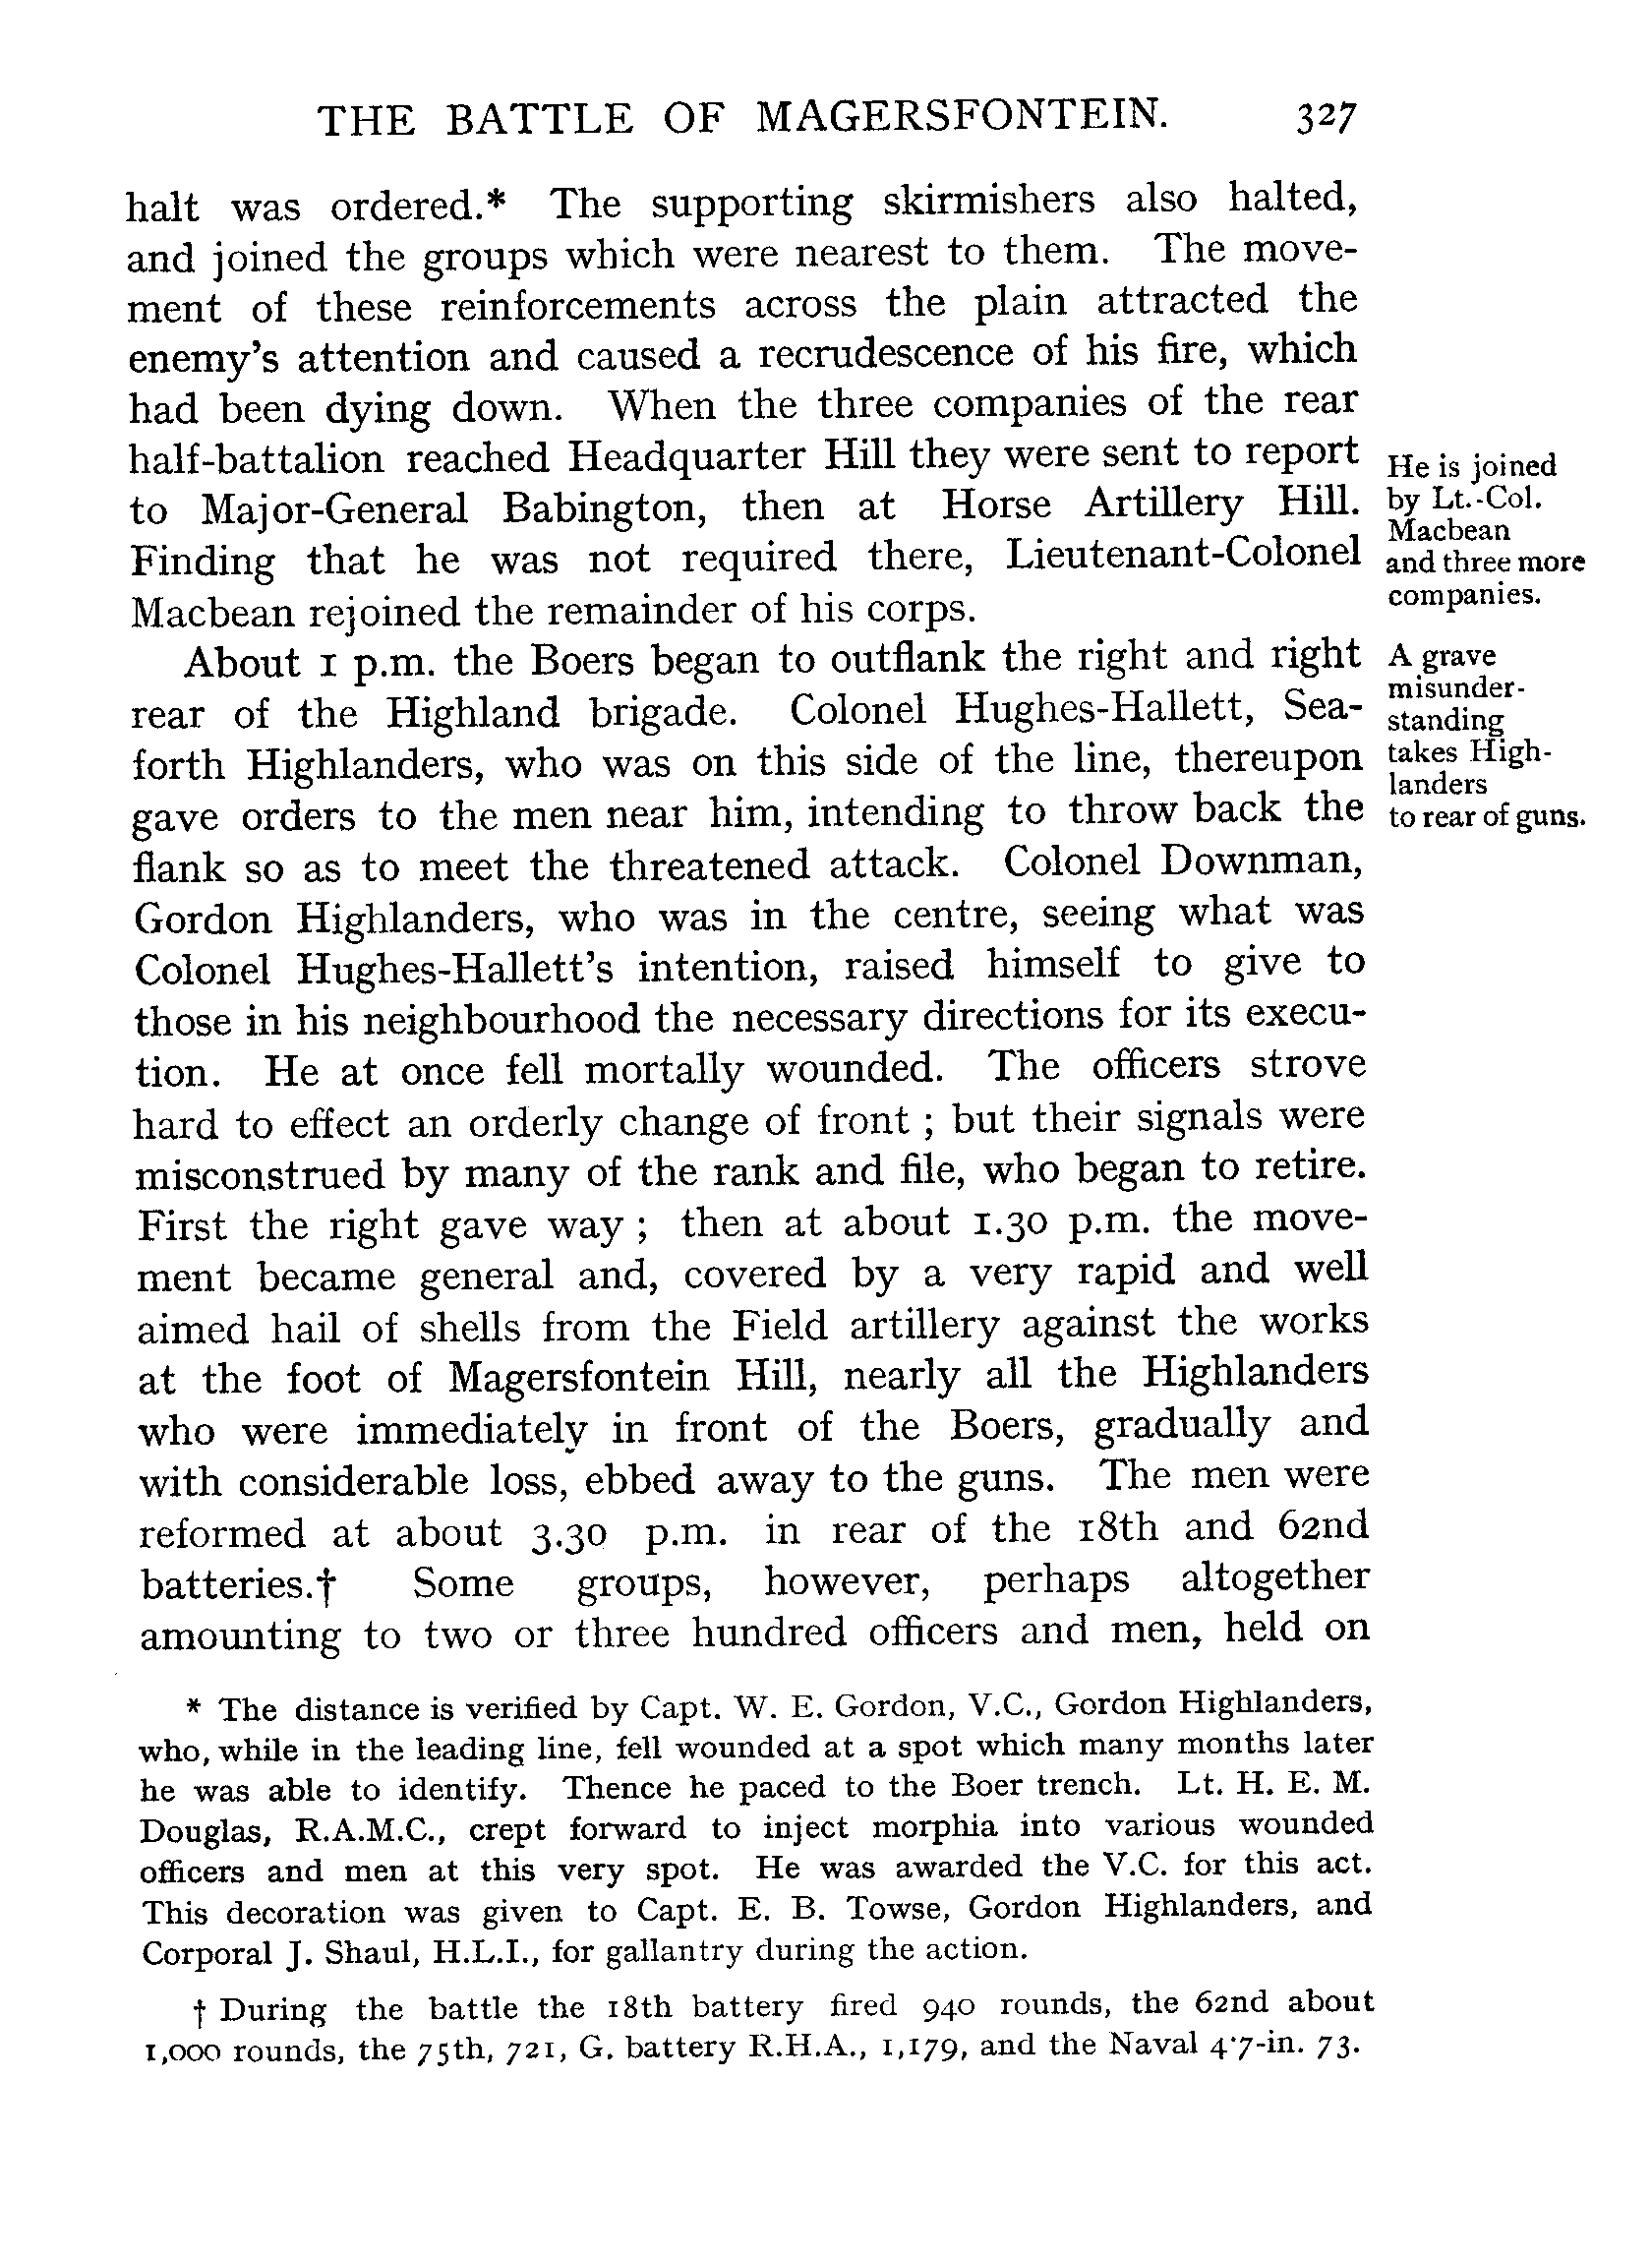 THE BATTLE OF MAGERSFONTEIN. 327
halt was ordered.* The supporting skirmishers also halted,
and joined the groups which were nearest to them. The move-
ment of these reinforcements across the plain attracted the
enemy's attention and caused a recrudescence of his fire, which
had been dying down. When the three companies of the rear
half-battalion reached Headquarter Hill they were sent to report
to Major-General Babington, then at Horse Artillery Hill.
Finding that he was not required there, Lieutenant-Colonel
Macbean rejoined the remainder of his corps.
He is joined
by Lt.-Col.
Macbean
and three more
companies.
About 1 p.m. the Boers began to outflank the right and right
rear of the Highland brigade. Colonel Hughes-Hallett, Sea-
forth Highlanders, who was on this side of the line, thereupon
gave orders to the men near him, intending to throw back the
flank so as to meet the threatened attack. Colonel Downman,
Gordon Highlanders, who was in the centre, seeing what was
Colonel Hughes-Hallett's intention, raised himself to give to
those in his neighbourhood the necessary directions for its execu-
tion. He at once fell mortally wounded. The officers strove
hard to effect an orderly change of front ; but their signals were
misconstrued by many of the rank and file, who began to retire.
First the right gave way ; then at about 1.30 p.m. the move-
ment became general and, covered by a very rapid and well
aimed hail of shells from the Field artillery against the works
at the foot of Magersfontein Hill, nearly all the Highlanders
who were immediately in front of the Boers, gradually and
with considerable loss, ebbed away to the guns. The men were
reformed at about 3.30 p.m. in rear of the 18th and 62nd
batteries.† Some groups, however, perhaps altogether
amounting to two or three hundred officers and men, held on
A grave
misunder-
standing
takes High-
landers
to rear of guns.
* The distance is verified by Capt. W. E. Gordon, V.C., Gordon Highlanders,
who, while in the leading line, fell wounded at a spot which many months later
he was able to identify. Thence he paced to the Boer trench. Lt. H. E. M.
Douglas, R.A.M.C., crept forward to inject morphia into various wounded
officers and men at this very spot. He was awarded the V.C. for this act.
This decoration was given to Capt. E. B. Towse, Gordon Highlanders, and
Corporal J. Shaul, H.L.I., for gallantry during the action.
† During the battle the 18th battery fired 940 rounds, the 62nd about
1,000 rounds, the 75th, 721, G. battery R.H.A., 1,179, and the Naval 4·7-in. 73.